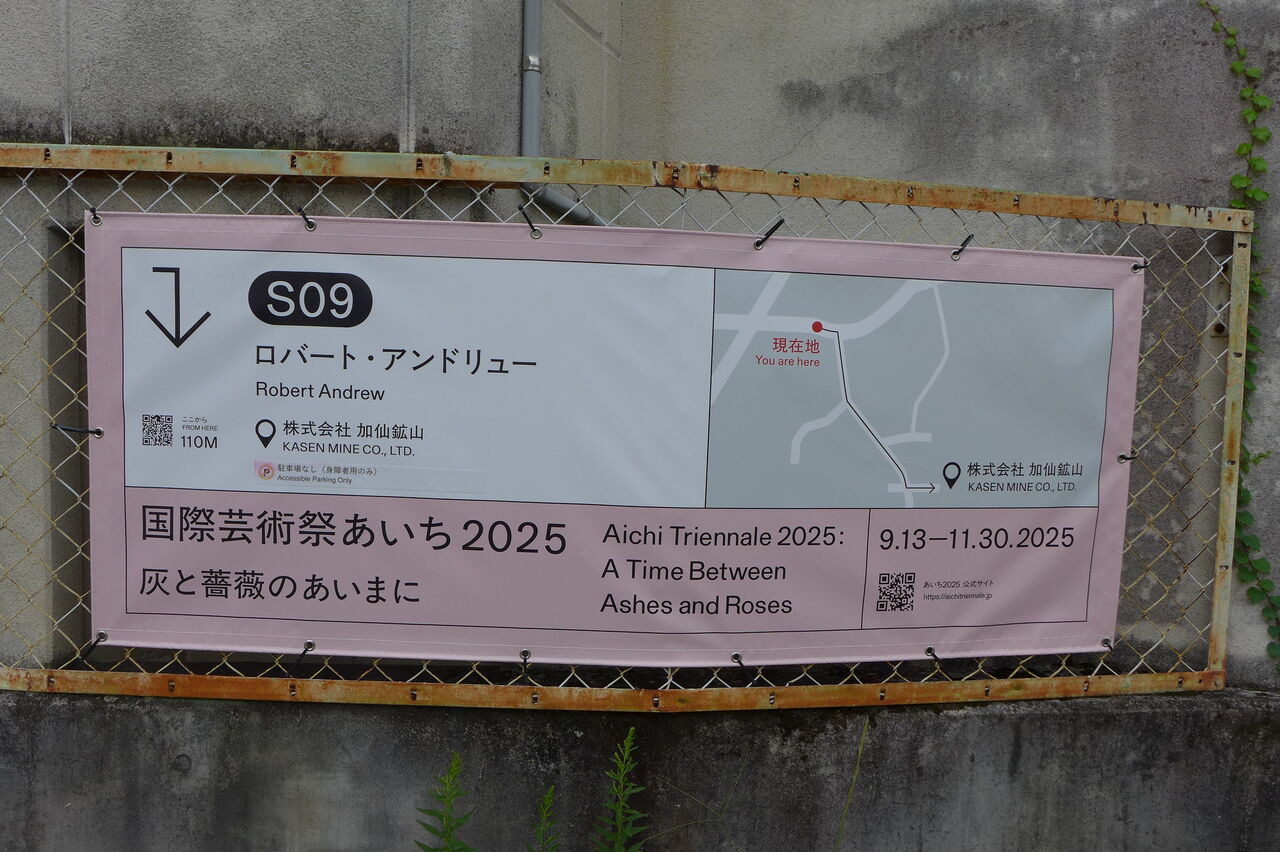 S09
ロバート・アンドリュー
Robert Andrew
ここから
FROM HERE
110M
株式会社 加仙鉱山
KASEN MINE CO., LTD.
P
駐車場なし（身障者用のみ）
Accessible Parking Only
現在地
You are here
株式会社 加仙鉱山
KASEN MINE CO., LTD.
国際芸術祭あいち2025
灰と薔薇のあいまに
Aichi Triennale 2025:
A Time Between
Ashes and Roses
9.13—11.30.2025
あいち2025 公式サイト
https://aichitriennale.jp